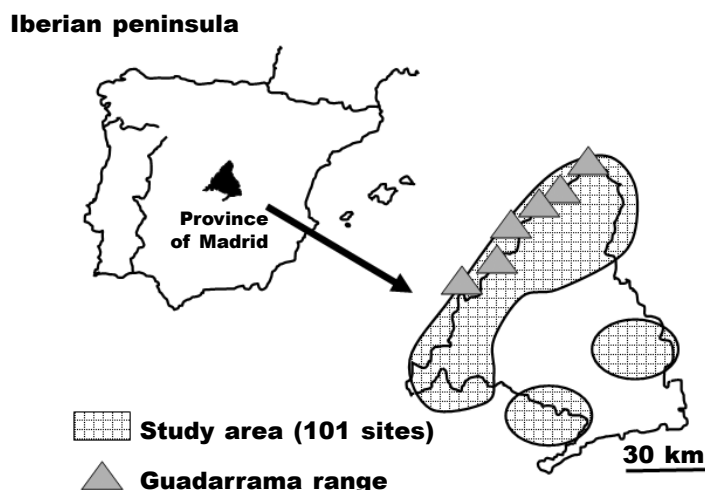 Iberian peninsula
Province
of Madrid
Study area (101 sites)
30 km
Guadarrama range